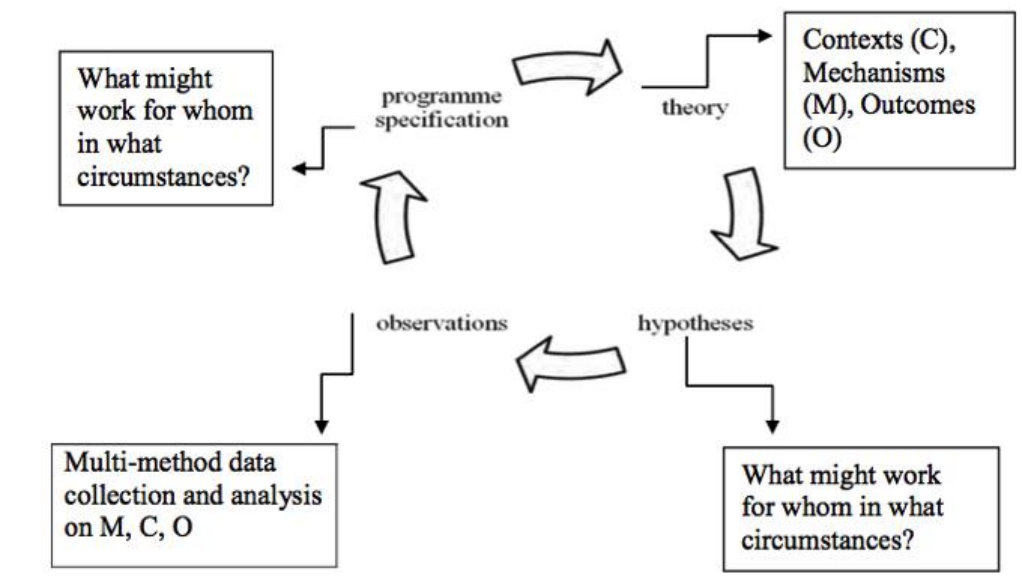 What might
work for whom
in what
circumstances?
programme
specification
theory
Contexts (C),
Mechanisms
(M), Outcomes
(O)
observations
hypotheses
Multi-method data
collection and analysis
on M, C, O
What might work
for whom in what
circumstances?